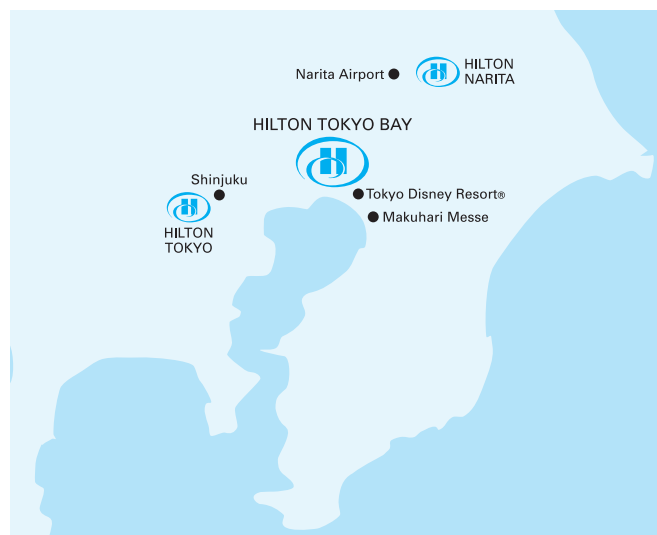 Narita Airport
HILTON
NARITA
HILTON TOKYO BAY
Shinjuku
Tokyo Disney Resort®
Makuhari Messe
HILTON
TOKYO